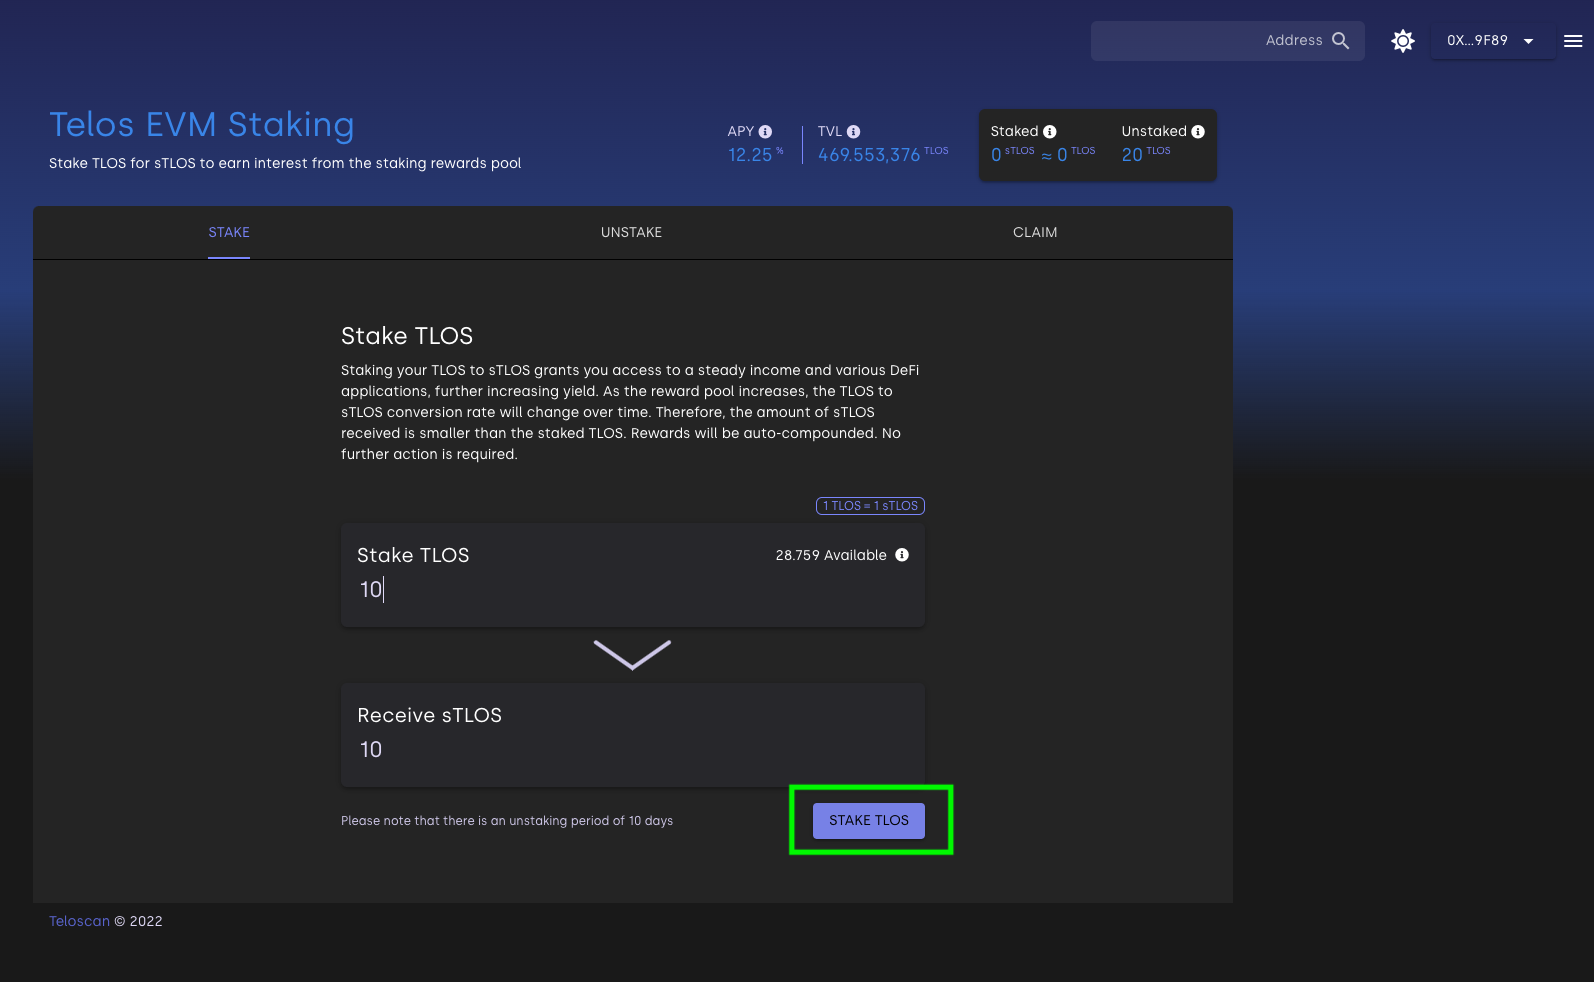 Address
0X...9F89
Telos EVM Staking
Stake TLOS for sTLOS to earn interest from the staking rewards pool
APY
12.25 %
TVL
469.553,376 TLOS
Staked
0 sTLOS ≈ 0 TLOS
Unstaked
20 TLOS
STAKE
UNSTAKE
CLAIM
Stake TLOS
Staking your TLOS to sTLOS grants you access to a steady income and various DeFi
applications, further increasing yield. As the reward pool increases, the TLOS to
sTLOS conversion rate will change over time. Therefore, the amount of sTLOS
received is smaller than the staked TLOS. Rewards will be auto-compounded. No
further action is required.
1 TLOS = 1 sTLOS
Stake TLOS
28.759 Available
10
Receive sTLOS
10
Please note that there is an unstaking period of 10 days
STAKE TLOS
Teloscan © 2022